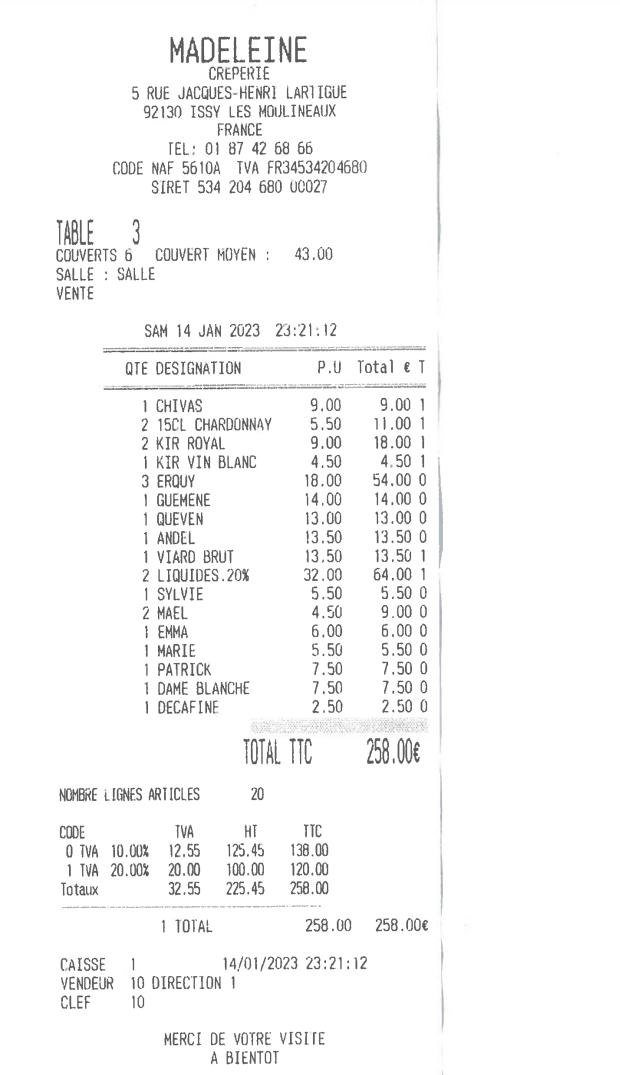 MADELEINE
CREPERIE
5 RUE JACQUES-HENRI LARTIGUE
92130 ISSY LES MOULINEAUX
FRANCE
TEL: 01 87 42 68 66
CODE NAF 5610A TVA FR34534204680
SIRET 534 204 680 00027
TABLE 3
COUVERTS 6 COUVERT MOYEN : 43.00
SALLE : SALLE
VENTE
SAM 14 JAN 2023 23:21:12
QTE DESIGNATION P.U Total € T
1 CHIVAS 9.00 9.00 1
2 15CL CHARDONNAY 5.50 11.00 1
2 KIR ROYAL 9.00 18.00 1
1 KIR VIN BLANC 4.50 4.50 1
3 ERQUY 18.00 54.00 0
1 GUEMENE 14.00 14.00 0
1 QUEVEN 13.00 13.00 0
1 ANDEL 13.50 13.50 0
1 VIARD BRUT 13.50 13.50 1
2 LIQUIDES.20% 32.00 64.00 1
1 SYLVIE 5.50 5.50 0
2 MAEL 4.50 9.00 0
1 EMMA 6.00 6.00 0
1 MARIE 5.50 5.50 0
1 PATRICK 7.50 7.50 0
1 DAME BLANCHE 7.50 7.50 0
1 DECAFINE 2.50 2.50 0
TOTAL TTC 258.00€
NOMBRE LIGNES ARTICLES 20
CODE TVA HT TTC
0 TVA 10.00% 12.55 125.45 138.00
1 TVA 20.00% 20.00 100.00 120.00
Totaux 32.55 225.45 258.00
1 TOTAL 258.00 258.00€
CAISSE 1 14/01/2023 23:21:12
VENDEUR 10 DIRECTION 1
CLEF 10
MERCI DE VOTRE VISITE
A BIENTOT